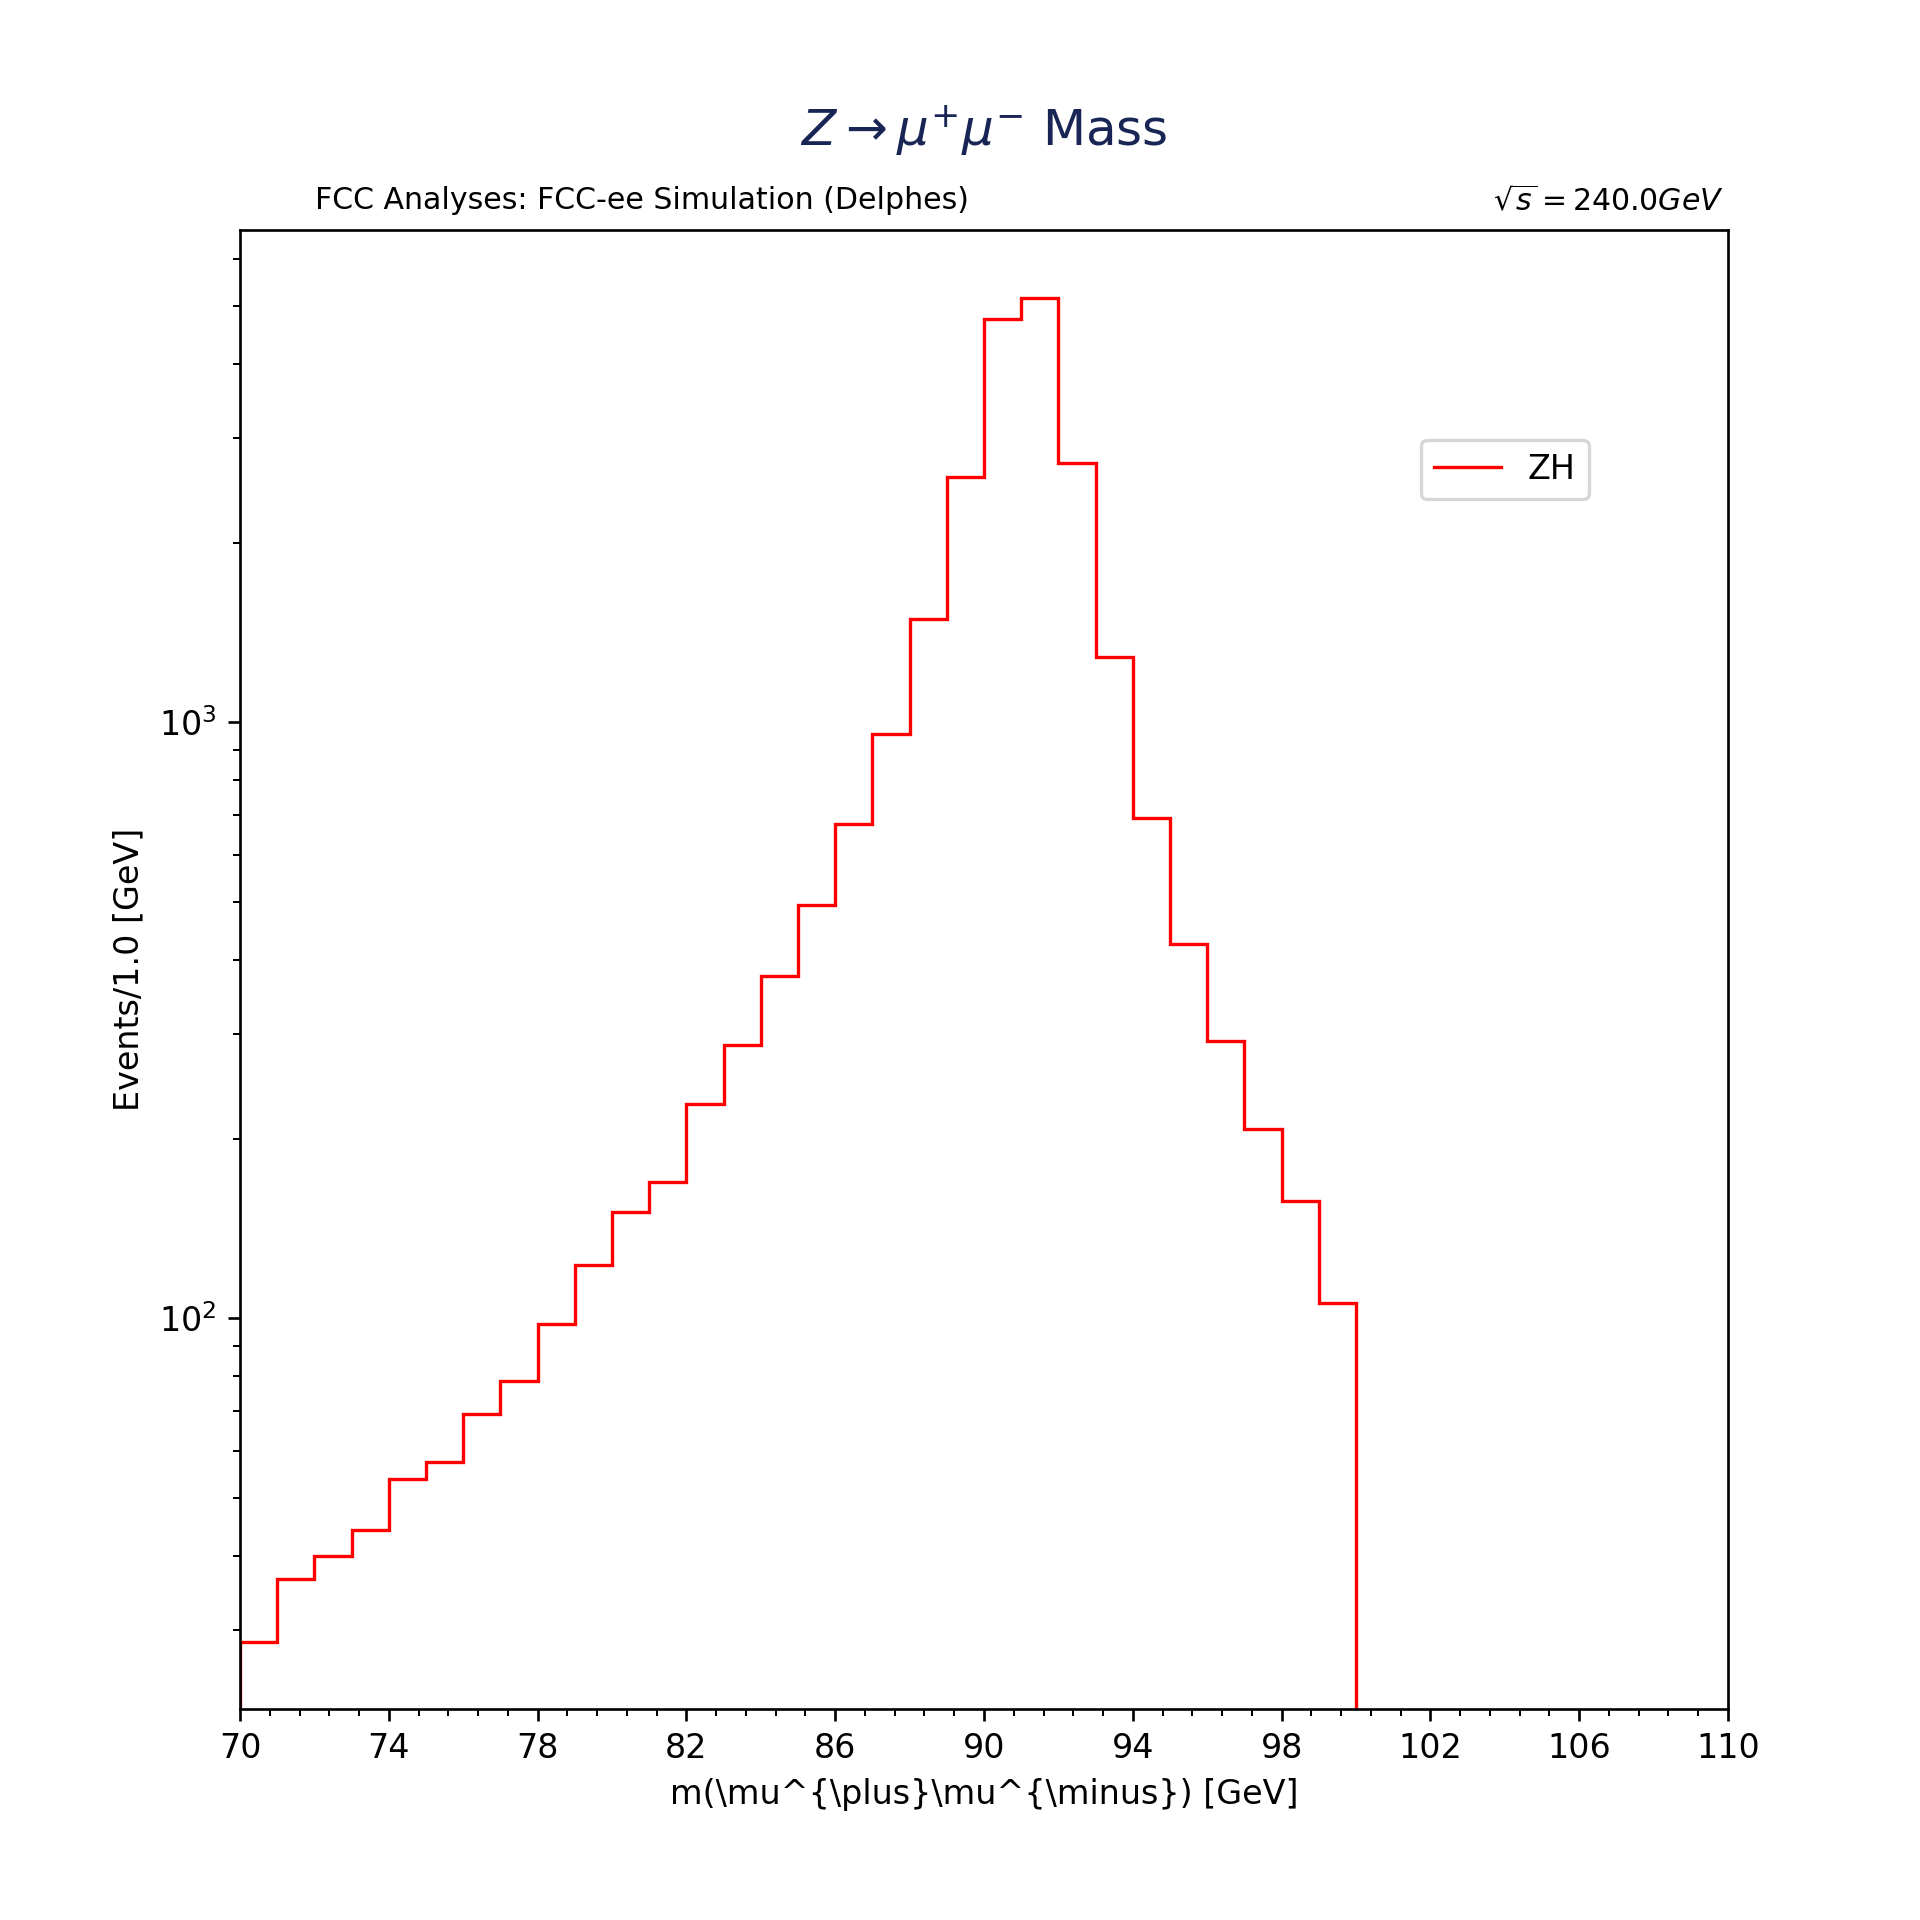 Z → μ⁺μ⁻ Mass
FCC Analyses: FCC-ee Simulation (Delphes)
√s = 240.0GeV
ZH
10³
10²
Events/1.0 [GeV]
70 74 78 82 86 90 94 98 102 106 110
m(\mu^{\plus}\mu^{\minus}) [GeV]